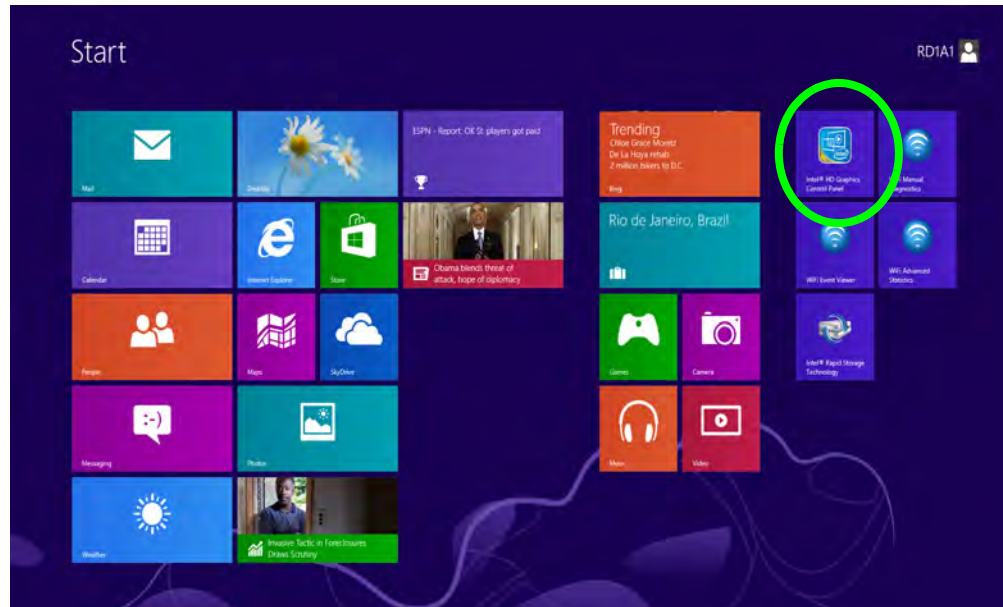 Start
RD1A1
Mail
Desktop
ESPN - Report: OK St. players got paid
Calendar
Internet Explorer
Store
Obama blends threat of
attack, hope of diplomacy
People
Maps
SkyDrive
Messaging
Photos
Weather
Invasive Tactic in Foreclosures
Draws Scrutiny
Trending
Chloe Grace Moretz
De La Hoya rehab
2 million bikers to D.C.
Bing
Rio de Janeiro, Brazil
Games
Camera
Music
Video
Intel® HD Graphics
Control Panel
WiFi Manual
Diagnostics
WiFi Event Viewer
WiFi Advanced
Statistics
Intel® Rapid Storage
Technology